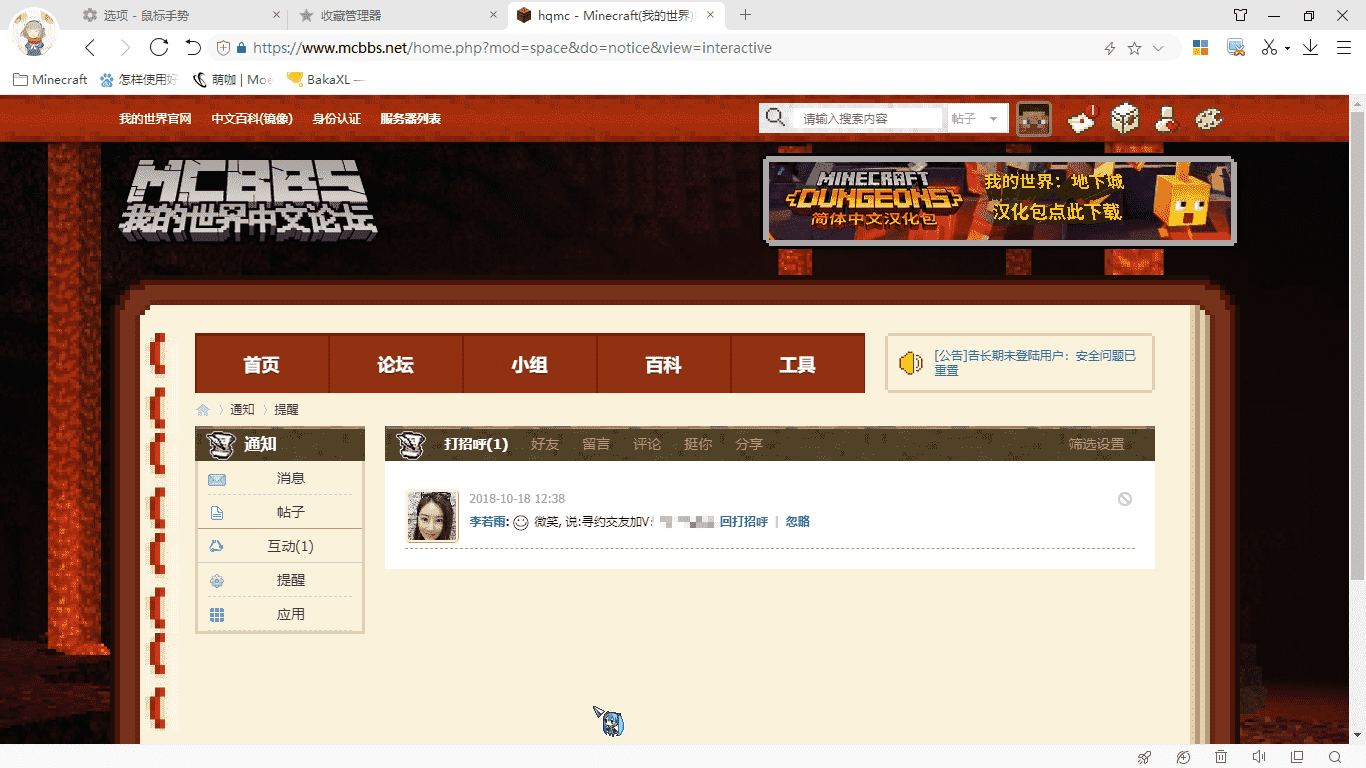 选项 - 鼠标手势
收藏管理器
hqmc - Minecraft(我的世界)
https://www.mcbbs.net/home.php?mod=space&do=notice&view=interactive
Minecraft
怎样使用好
萌咖 | Moe
BakaXL —
我的世界官网 中文百科(镜像) 身份认证 服务器列表
请输入搜索内容
帖子
MCBBS
我的世界中文论坛
MINECRAFT
DUNGEONS
简体中文汉化包
我的世界：地下城
汉化包点此下载
首页 论坛 小组 百科 工具
[公告]告长期未登陆用户：安全问题已
重置
通知 提醒
通知
消息
帖子
互动(1)
提醒
应用
打招呼(1) 好友 留言 评论 挺你 分享 筛选设置
2018-10-18 12:38
李若雨: 微笑, 说:寻约交友加V: 回打招呼 | 忽略